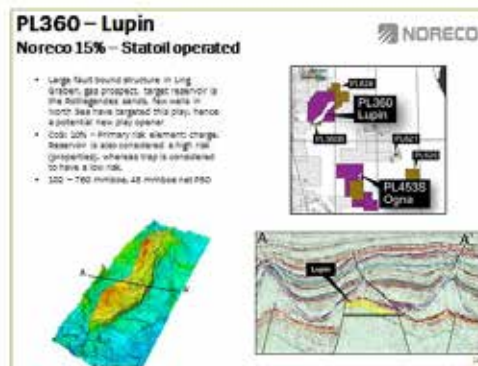 PL360 – Lupin
Noreco 15% – Statoil operated
NORECO
• Large fault bound structure in Ling
Graben, gas prospect, target reservoir is
the Rotliegendes sands, few wells in
North Sea have targeted this play, hence
a potential new play opener.
• CoS: 10% – Primary risk element: charge.
Reservoir is also considered a high risk
(properties), whereas trap is considered
to have a low risk.
• 100 – 760 mmboe, 45 mmboe net P50
PL360
Lupin
PL453S
Ogna
A
A'
A
A'
Lupin